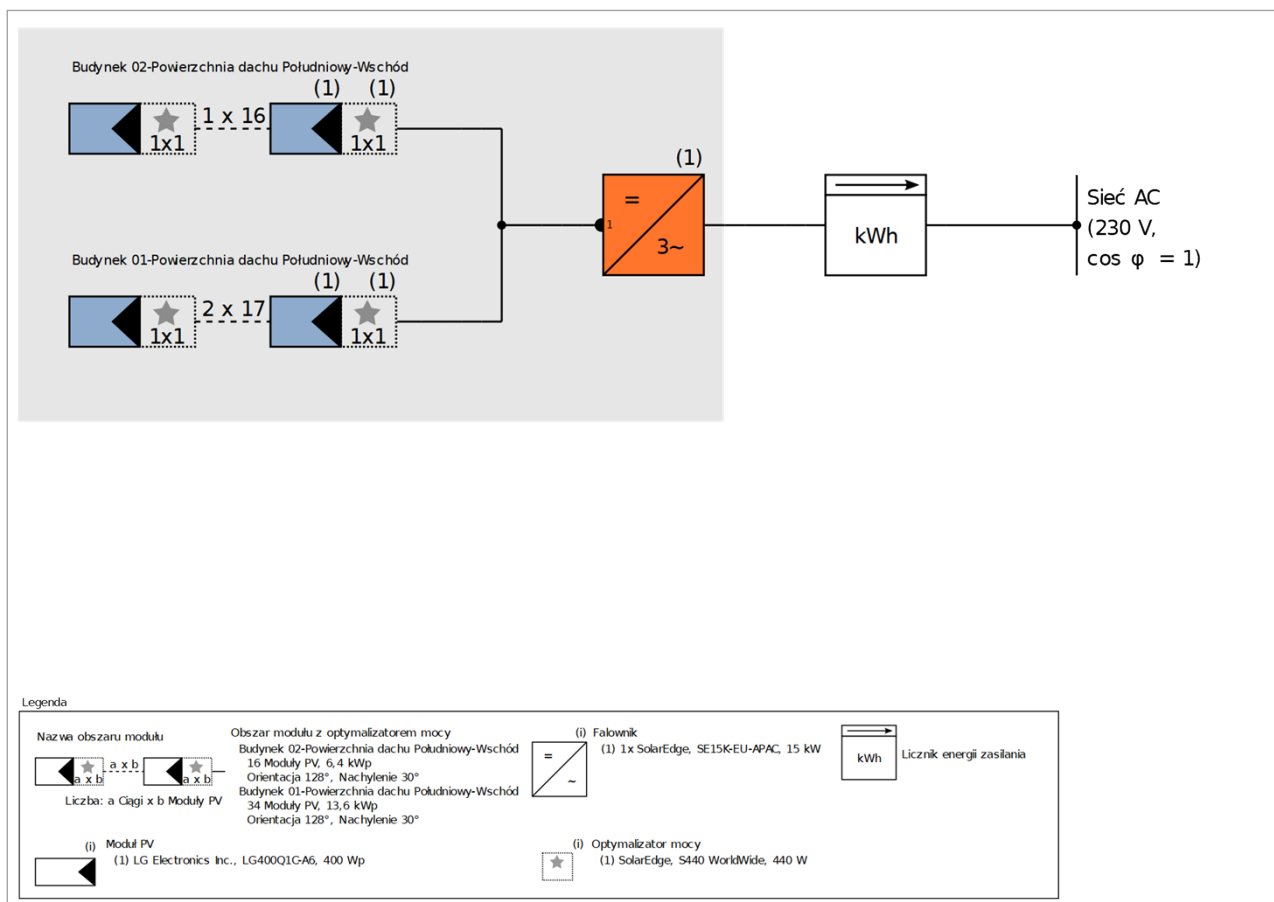 Budynek 02-Powierzchnia dachu Południowy-Wschód
(1) (1)
1 x 16
1x1 1x1
(1)
= 
1
3~
kWh
Sieć AC
(230 V,
cos φ = 1)
Budynek 01-Powierzchnia dachu Południowy-Wschód
(1) (1)
2 x 17
1x1 1x1
Legenda
Nazwa obszaru modułu
a x b
a x b a x b
Liczba: a Ciągi x b Moduły PV
Obszar modułu z optymalizatorem mocy
Budynek 02-Powierzchnia dachu Południowy-Wschód
16 Moduły PV, 6,4 kWp
Orientacja 128°, Nachylenie 30°
Budynek 01-Powierzchnia dachu Południowy-Wschód
34 Moduły PV, 13,6 kWp
Orientacja 128°, Nachylenie 30°
=
~
(i) Falownik
(1) 1x SolarEdge, SE15K-EU-APAC, 15 kW
kWh
Licznik energii zasilania
(i) Moduł PV
(1) LG Electronics Inc., LG400Q1C-A6, 400 Wp
(i) Optymalizator mocy
(1) SolarEdge, S440 WorldWide, 440 W